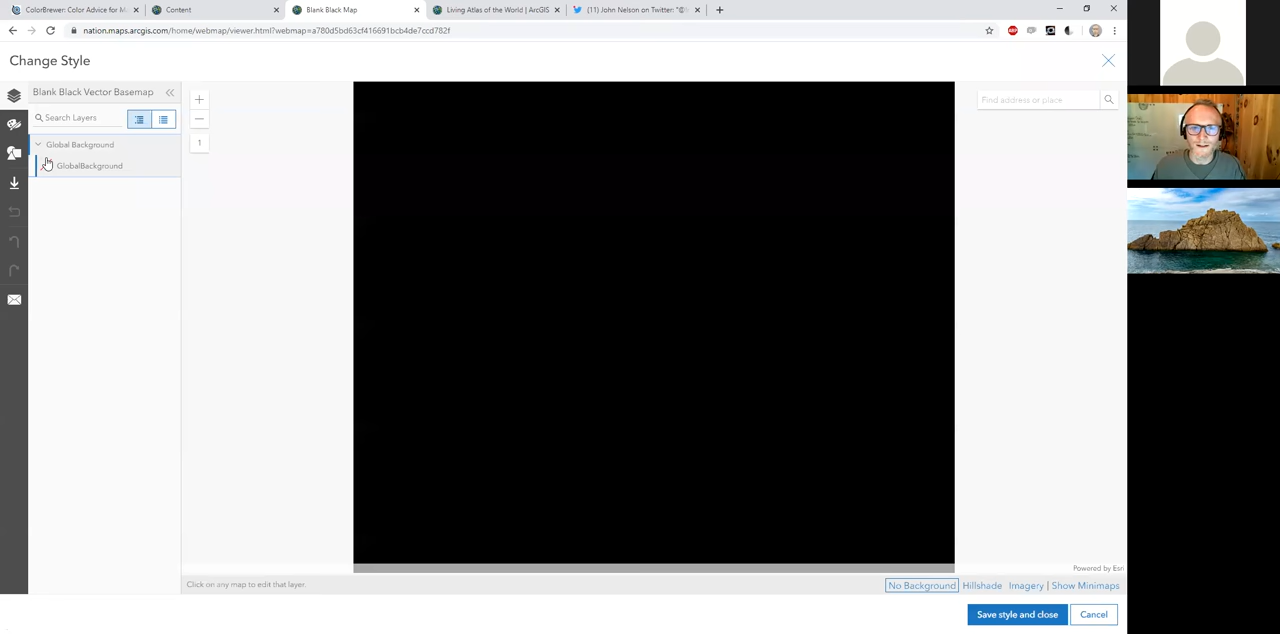 ColorBrewer: Color Advice for M
Content
Blank Black Map
Living Atlas of the World | ArcGIS
(11) John Nelson on Twitter: "@
nation.maps.arcgis.com/home/webmap/viewer.html?webmap=a780d5bd63cf416691bcb4de7ccd782f
ABP
Change Style
Blank Black Vector Basemap
Search Layers
Global Background
GlobalBackground
1
Find address or place
Powered by Esri
Click on any map to edit that layer.
No Background
Hillshade
Imagery | Show Minimaps
Save style and close
Cancel